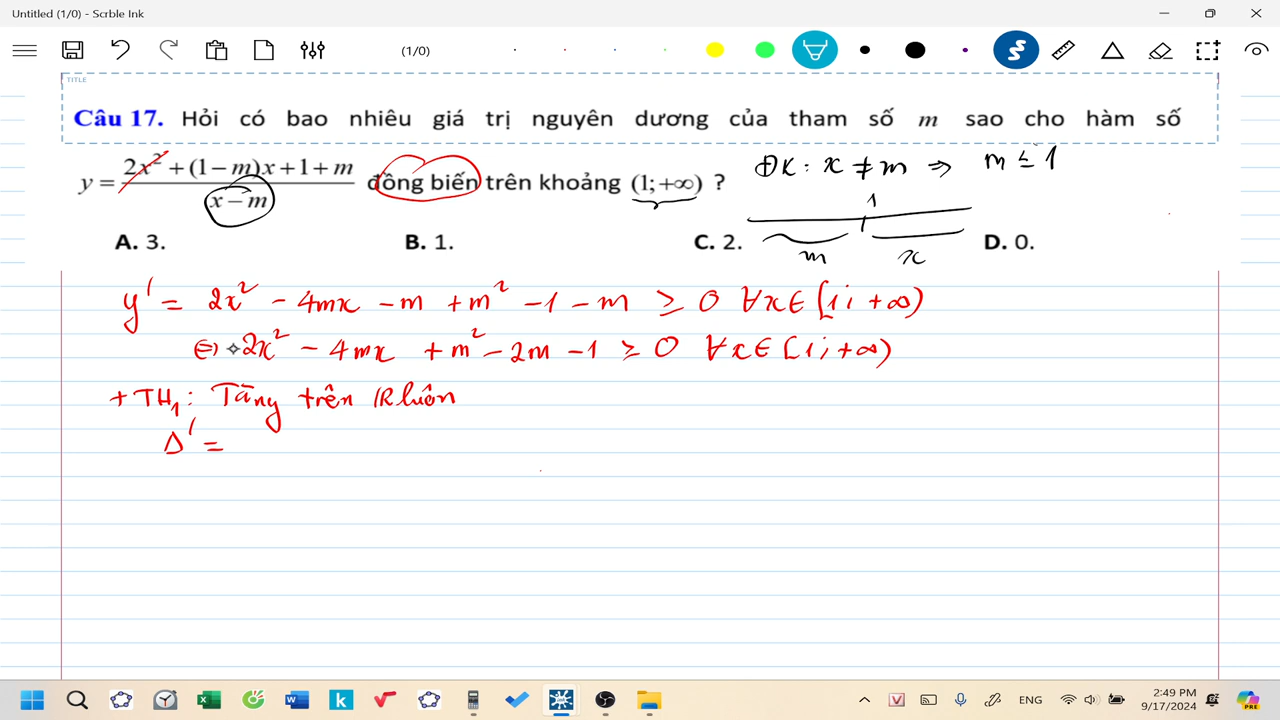 Untitled (1/0) - Scrble Ink
(1/0)
TITLE
Câu 17. Hỏi có bao nhiêu giá trị nguyên dương của tham số m sao cho hàm số
y = \frac{2x² + (1 − m)x + 1 + m}{x − m} đồng biến trên khoảng (1; +∞) ?
ĐK: x ≠ m ⇒ m ≤ 1
1
m x
A. 3. B. 1. C. 2. D. 0.
y' = 2x² - 4mx - m + m² - 1 - m ≥ 0 ∀x∈ (1; +∞)
⇔ 2x² - 4mx + m² - 2m - 1 ≥ 0 ∀x∈ (1; +∞)
+ TH₁: Tăng trên ℝ luôn
Δ' =
ENG
2:49 PM
9/17/2024
PRE